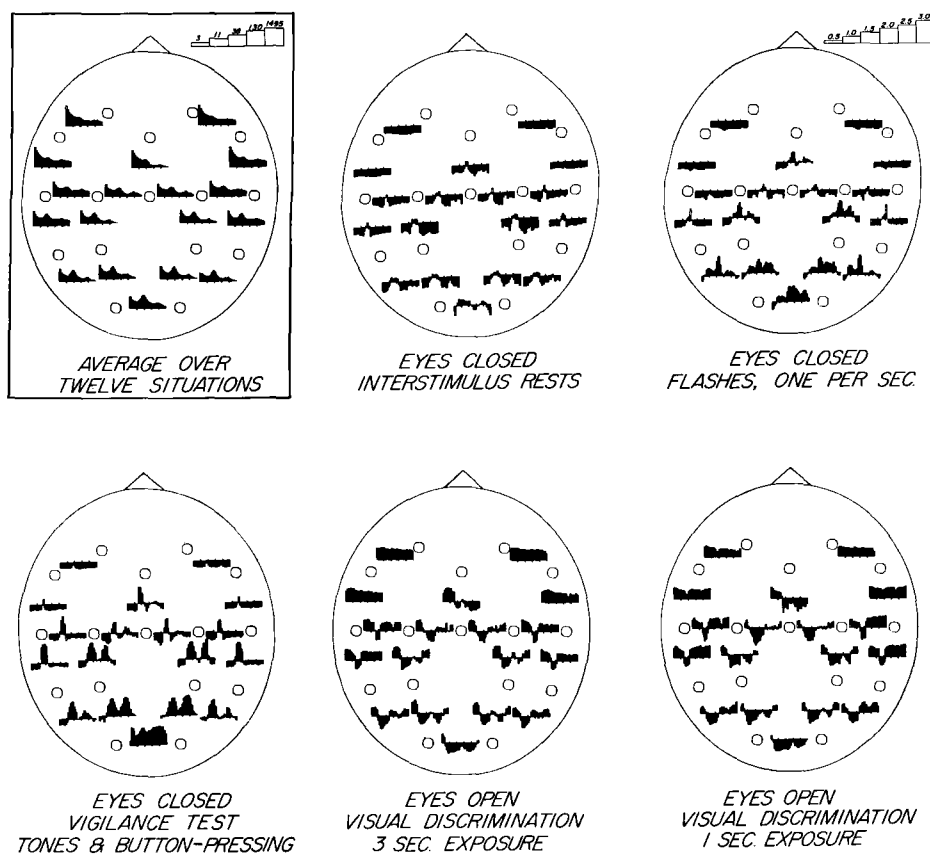 3 11 38 130 1495
0.5 1.0 1.5 2.0 2.5 3.0
AVERAGE OVER
TWELVE SITUATIONS
EYES CLOSED
INTERSTIMULUS RESTS
EYES CLOSED
FLASHES, ONE PER SEC.
EYES CLOSED
VIGILANCE TEST
TONES & BUTTON-PRESSING
EYES OPEN
VISUAL DISCRIMINATION
3 SEC. EXPOSURE
EYES OPEN
VISUAL DISCRIMINATION
1 SEC. EXPOSURE